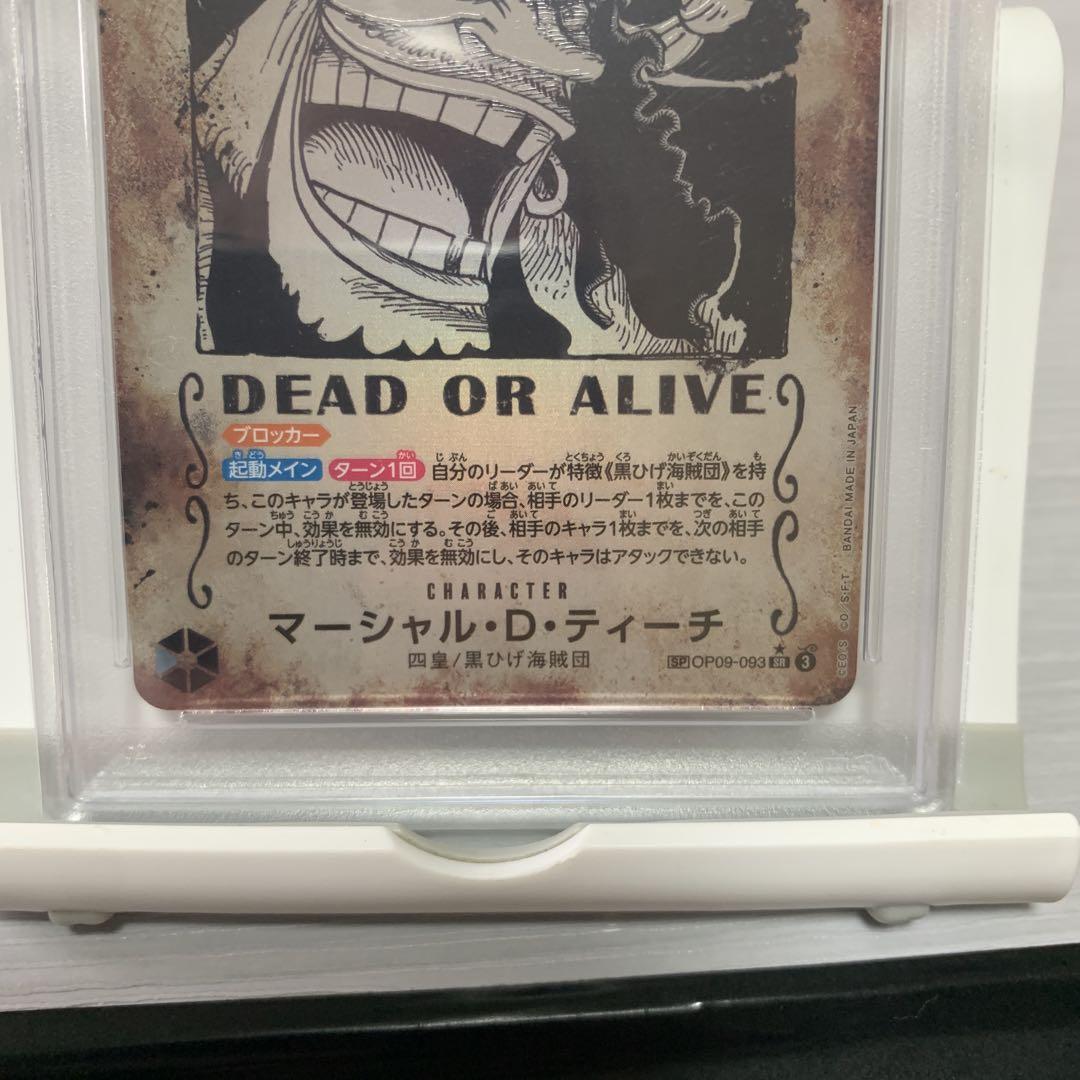 DEAD OR ALIVE
ブロッカー
起動メイン ターン1回 自分のリーダーが特徴《黒ひげ海賊団》を持
ち、このキャラが登場したターンの場合、相手のリーダー1枚までを、この
ターン中、効果を無効にする。その後、相手のキャラ1枚までを、次の相手
のターン終了時まで、効果を無効にし、そのキャラはアタックできない。
CHARACTER
マーシャル・D・ティーチ
四皇/黒ひげ海賊団
SP OP09-093 SR 3
©EO/S. CO/S.F.T. BANDAI MADE IN JAPAN